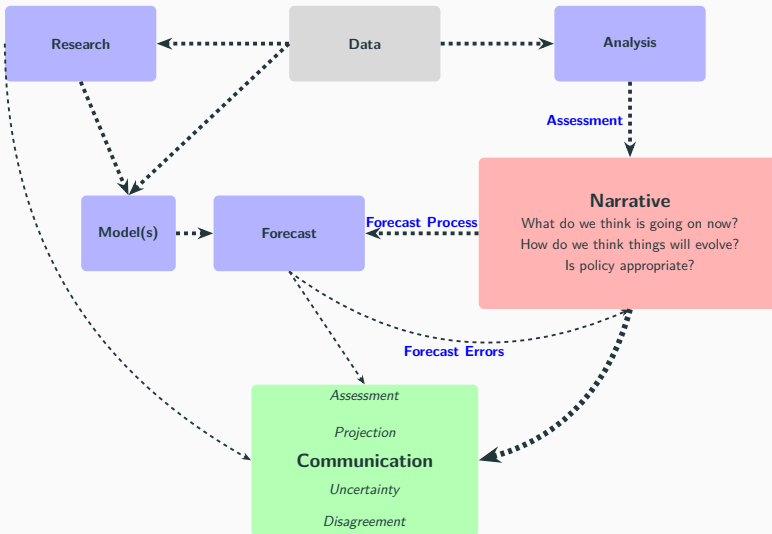 Research
Data
Analysis
Assessment
Narrative
What do we think is going on now?
How do we think things will evolve?
Is policy appropriate?
Model(s)
Forecast
Forecast Process
Forecast Errors
Assessment
Projection
Communication
Uncertainty
Disagreement